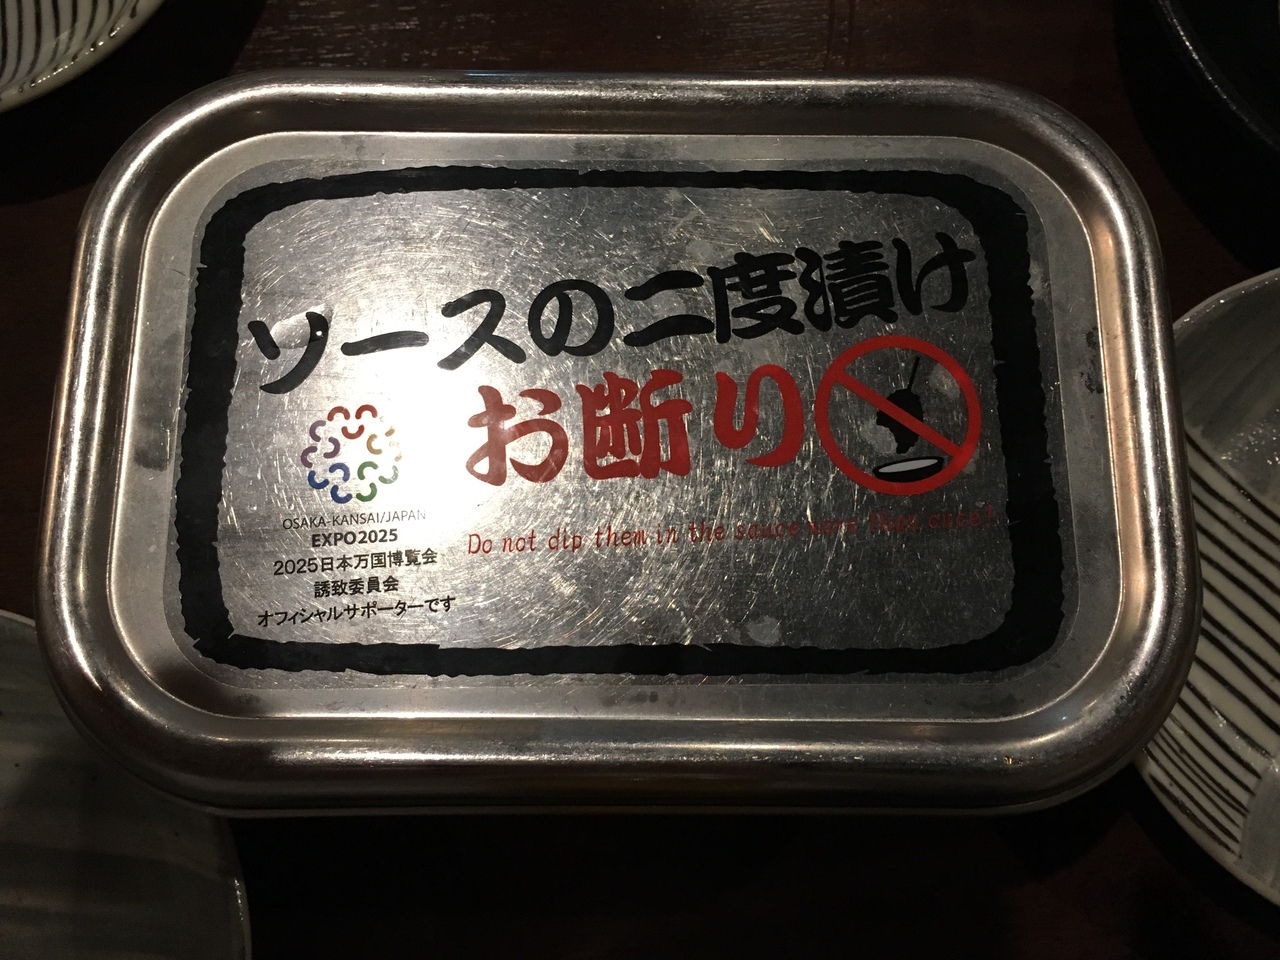 ソースの二度漬け
お断り
Do not dip them in the sauce more than once!
OSAKA-KANSAI/JAPAN
EXPO2025
2025日本万国博覧会
誘致委員会
オフィシャルサポーターです